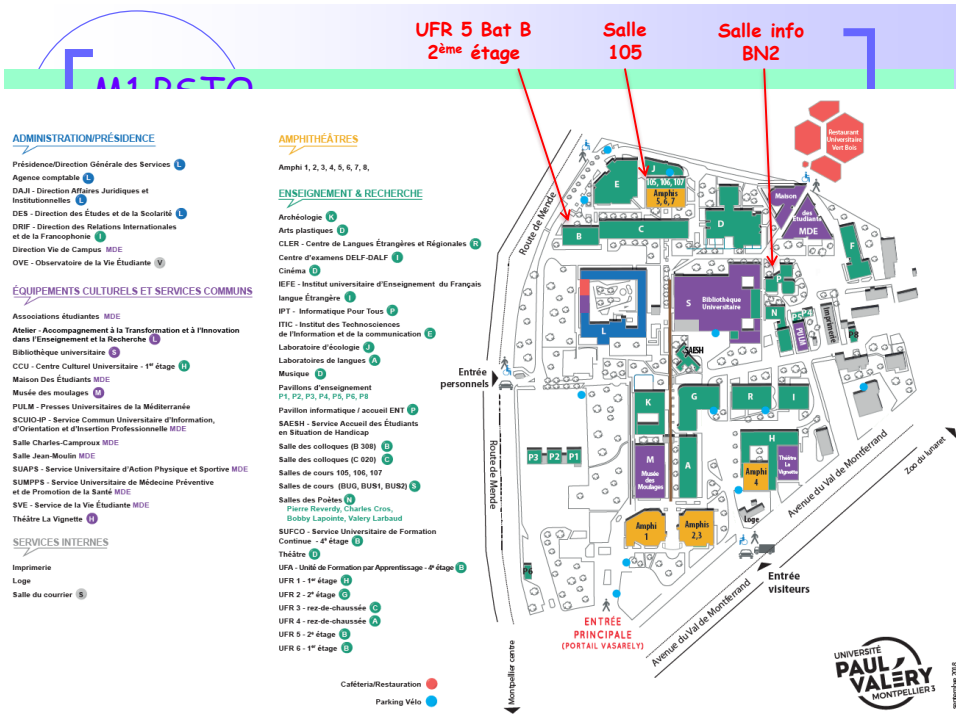 UFR 5 Bat B
2ème étage
Salle
105
Salle info
BN2
ADMINISTRATION/PRÉSIDENCE
Présidence/Direction Générale des Services L
Agence comptable L
DAJI - Direction Affaires Juridiques et
Institutionnelles L
DES - Direction des Études et de la Scolarité L
DRIF - Direction des Relations Internationales
et de la Francophonie I
Direction Vie de Campus MDE
OVE - Observatoire de la Vie Étudiante V
ÉQUIPEMENTS CULTURELS ET SERVICES COMMUNS
Associations étudiantes MDE
Atelier - Accompagnement à la Transformation et à l'Innovation
dans l'Enseignement et la Recherche L
Bibliothèque universitaire S
CCU - Centre Culturel Universitaire - 1er étage H
Maison Des Étudiants MDE
Musée des moulages M
PULM - Presses Universitaires de la Méditerranée
SCUIO-IP - Service Commun Universitaire d'Information,
d'Orientation et d'Insertion Professionnelle MDE
Salle Charles-Camproux MDE
Salle Jean-Moulin MDE
SUAPS - Service Universitaire d'Action Physique et Sportive MDE
SUMPPS - Service Universitaire de Médecine Préventive
et de Promotion de la Santé MDE
SVE - Service de la Vie Étudiante MDE
Théâtre La Vignette H
SERVICES INTERNES
Imprimerie
Loge
Salle du courrier S
AMPHITHÉÂTRES
Amphi 1, 2, 3, 4, 5, 6, 7, 8,
ENSEIGNEMENT & RECHERCHE
Archéologie K
Arts plastiques D
CLER - Centre de Langues Étrangères et Régionales R
Centre d'examens DELF-DALF I
Cinéma D
IEFE - Institut universitaire d'Enseignement du Français
langue Étrangère I
IPT - Informatique Pour Tous P
ITIC - Institut des Technosciences
de l'Information et de la communication E
Laboratoire d'écologie J
Laboratoires de langues A
Musique D
Pavillons d'enseignement
P1, P2, P3, P4, P5, P6, P8
Pavillon informatique / accueil ENT P
SAESH - Service Accueil des Étudiants
en Situation de Handicap
Salle des colloques (B 308) B
Salle des colloques (C 020) C
Salles de cours 105, 106, 107
Salles de cours (BUG, BUS1, BUS2) S
Salles des Poètes N
Pierre Reverdy, Charles Cros,
Bobby Lapointe, Valery Larbaud
SUFCO - Service Universitaire de Formation
Continue - 4e étage B
Théâtre D
UFA - Unité de Formation par Apprentissage - 4e étage B
UFR 1 - 1er étage H
UFR 2 - 2e étage G
UFR 3 - rez-de-chaussée C
UFR 4 - rez-de-chaussée A
UFR 5 - 2e étage B
UFR 6 - 1er étage B
Cafétéria/Restauration
Parking Vélo
Restaurant
Universitaire
Vert Bois
Route de Mende
E
J
105, 106, 107
Amphis
5, 6, 7
B
C
D
Maison
des
Étudiants
MDE
F
L
S
Bibliothèque
Universitaire
P
N
PULM
Imprimerie
P8
SAESH
Entrée
personnels
Route de Mende
K
G
R
I
P3
P2
P1
M
Musée
des
Moulages
A
H
Amphi
4
Théâtre
La
Vignette
Loge
Amphi
1
Amphis
2,3
P6
Zoo du lunaret
Avenue du Val de Montferrand
Entrée
visiteurs
ENTRÉE
PRINCIPALE
(PORTAIL VASARELY)
Avenue du Val de Montferrand
Montpellier centre
UNIVERSITÉ
PAUL
VALÉRY
MONTPELLIER 3
septembre 2018